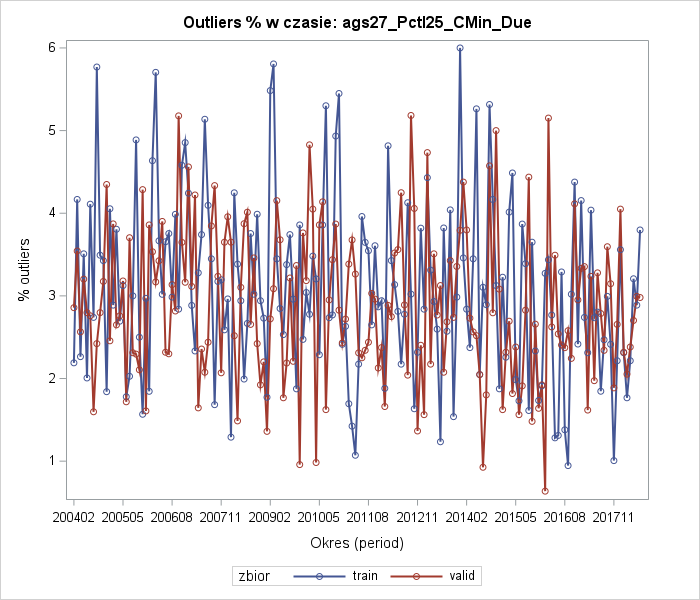 Outliers % w czasie: ags27_Pctl25_CMin_Due
% outliers
6
5
4
3
2
1
200402 200505 200608 200711 200902 201005 201108 201211 201402 201505 201608 201711
Okres (period)
zbior train valid